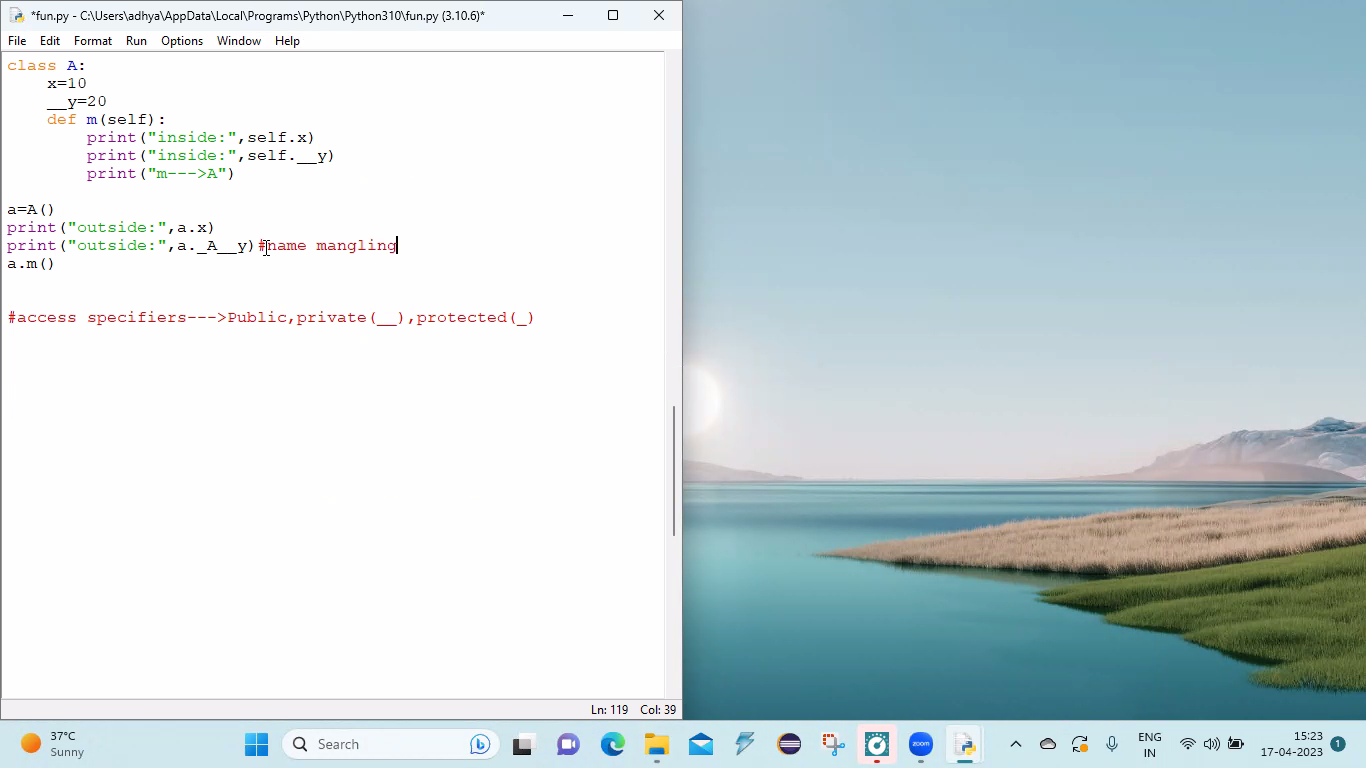 *fun.py - C:\Users\adhya\AppData\Local\Programs\Python\Python310\fun.py (3.10.6)*
File Edit Format Run Options Window Help
class A:
    x=10
    __y=20
    def m(self):
        print("inside:",self.x)
        print("inside:",self.__y)
        print("m--->A")
a=A()
print("outside:",a.x)
print("outside:",a._A__y)#name mangling
a.m()
#access specifiers--->Public,private(__),protected(_)
Ln: 119 Col: 39
37°C
Sunny
Search
zoom
ENG
IN
15:23
17-04-2023
1